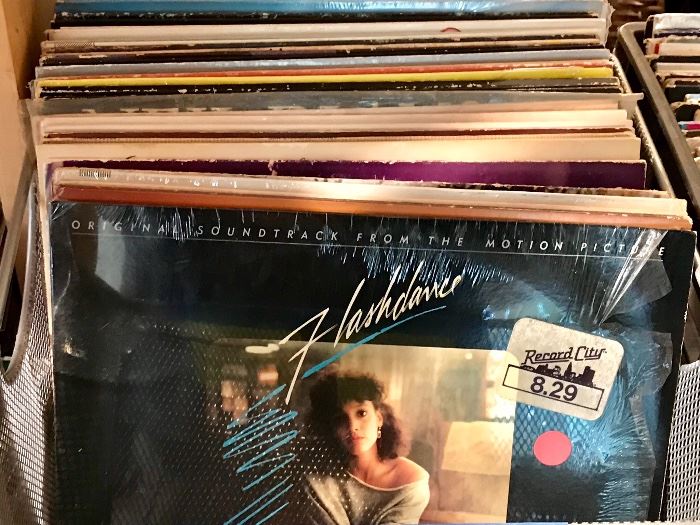 ORIGINAL SOUNDTRACK FROM THE MOTION PICTURE
Flashdance
Record City
8.29